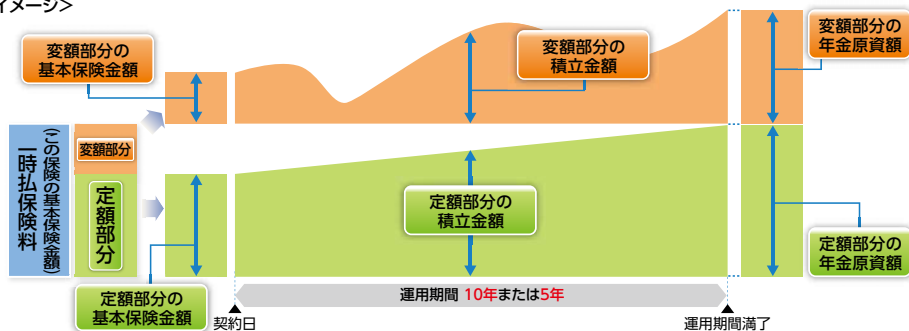 イメージ>
変額部分の
基本保険金額
変額部分の
積立金額
変額部分の
年金原資額
一時払保険料
(この保険の基本保険金額)
変額部分
定額部分
定額部分の
積立金額
定額部分の
基本保険金額
定額部分の
年金原資額
運用期間 10年または5年
契約日
運用期間満了